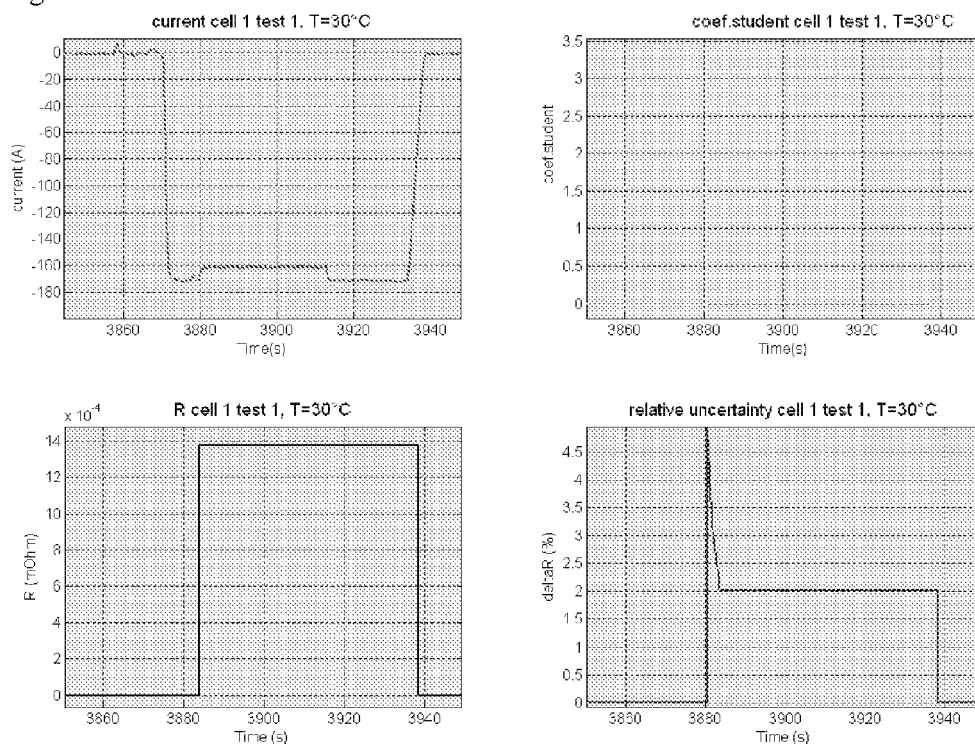 current cell 1 test 1, T=30°C
0
-20
-40
-60
-80
-100
-120
-140
-160
-180
current (A)
3860 3880 3900 3920 3940
Time(s)
coef.student cell 1 test 1, T=30°C
3.5
3
2.5
2
1.5
1
0.5
0
coef.student
3860 3880 3900 3920 3940
Time(s)
x 10-4
R cell 1 test 1, T=30°C
14
12
10
8
6
4
2
0
R (mOhm)
3860 3880 3900 3920 3940
Time (s)
relative uncertainty cell 1 test 1, T=30°C
4.5
4
3.5
3
2.5
2
1.5
1
0.5
0
deltaR (%)
3860 3880 3900 3920 3940
Time (s)